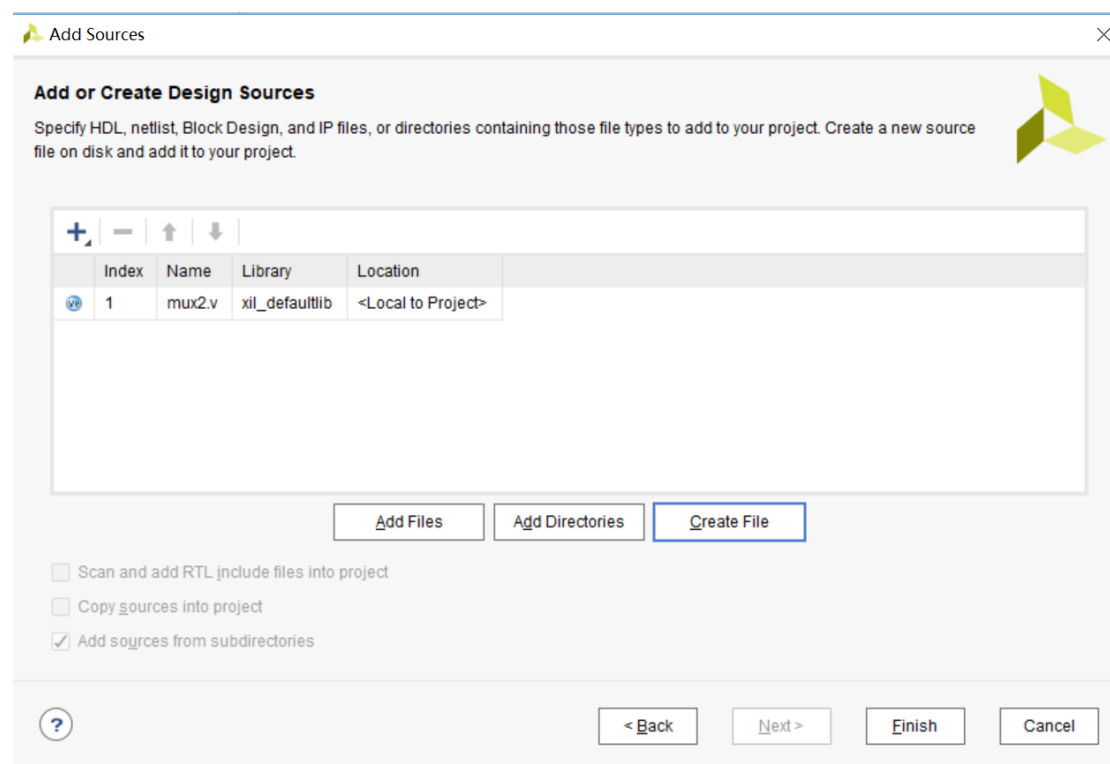 Add Sources
Add or Create Design Sources
Specify HDL, netlist, Block Design, and IP files, or directories containing those file types to add to your project. Create a new source
file on disk and add it to your project.
Index Name Library Location
1 mux2.v xil_defaultlib <Local to Project>
Add Files Add Directories Create File
Scan and add RTL include files into project
Copy sources into project
Add sources from subdirectories
? < Back Next > Finish Cancel